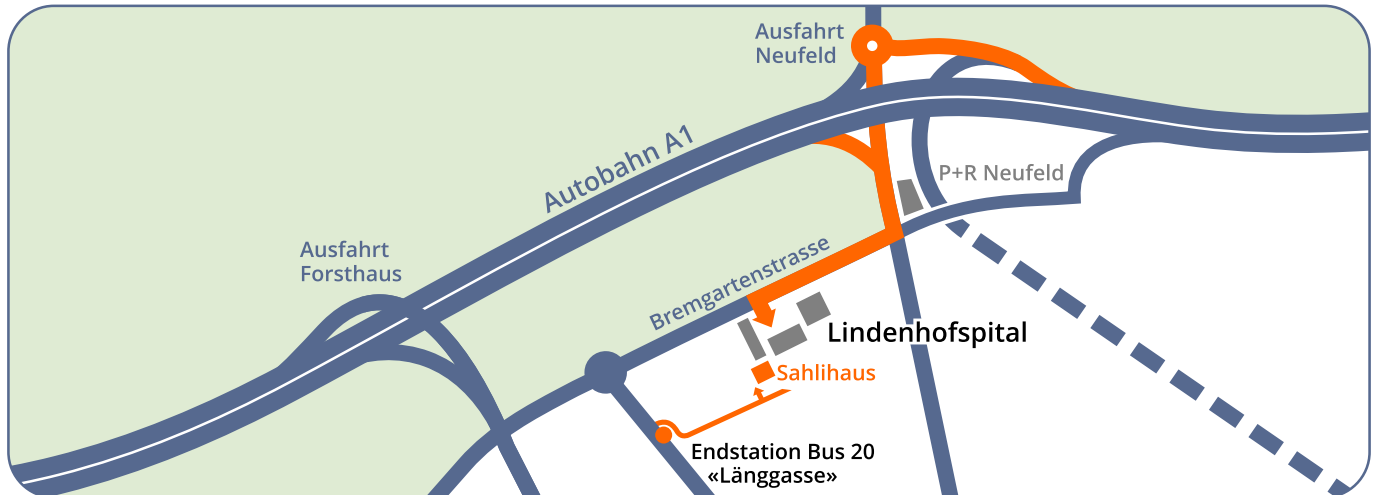 Ausfahrt
Neufeld
Autobahn A1
P+R Neufeld
Ausfahrt
Forsthaus
Bremgartenstrasse
Lindenhofspital
Sahlihaus
Endstation Bus 20
«Länggasse»